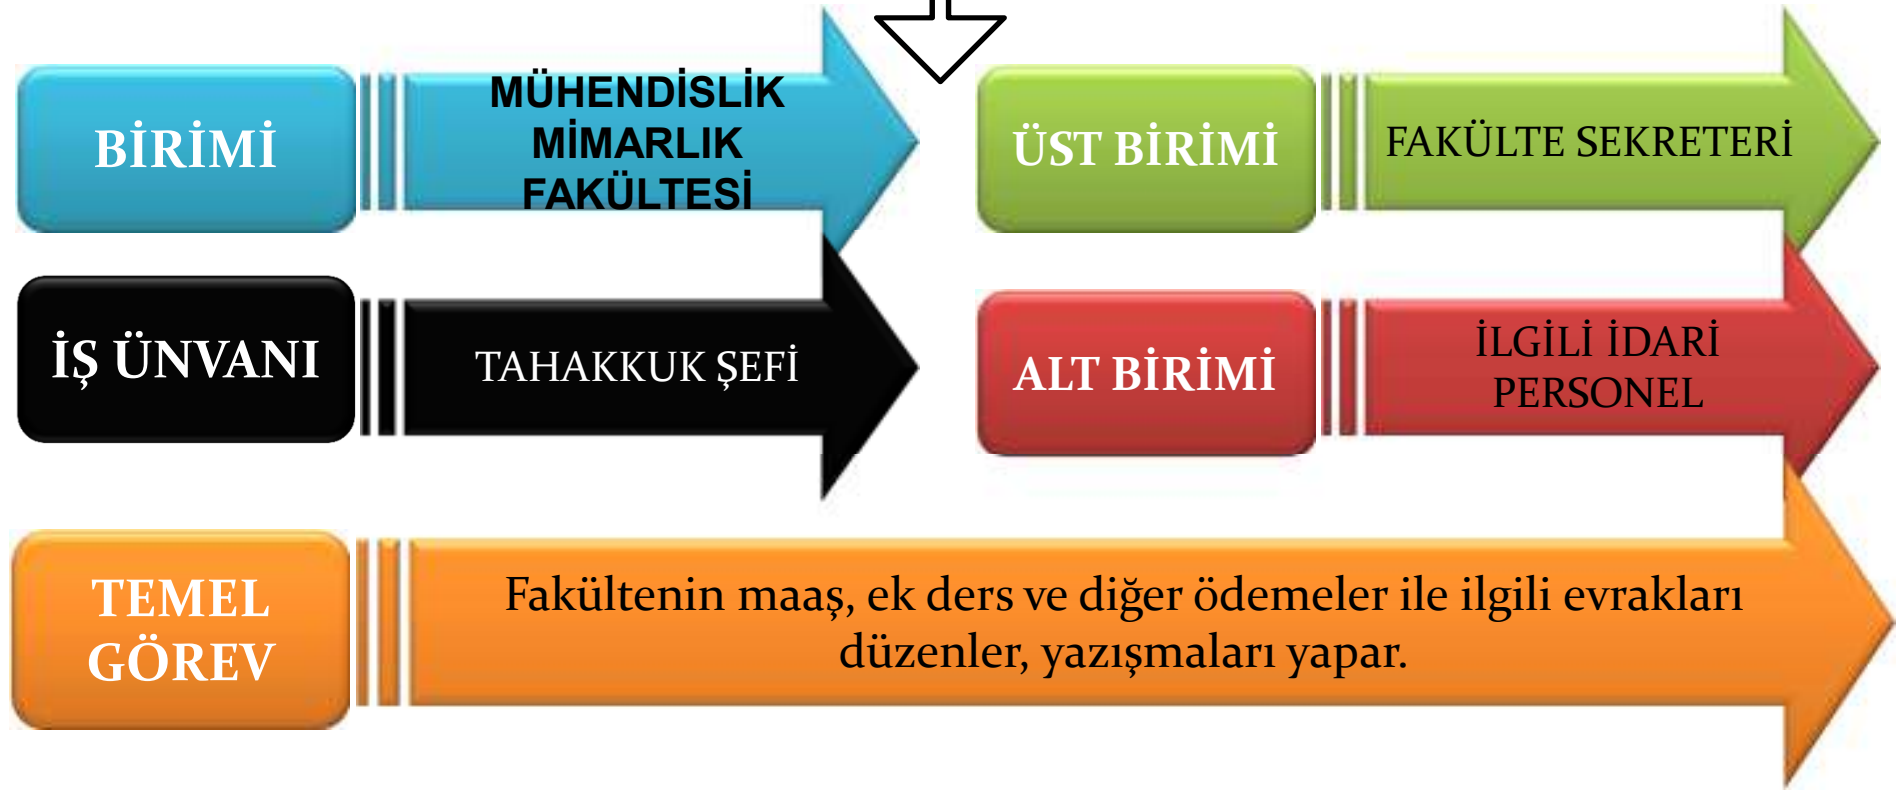 BİRİMİ
MÜHENDİSLİK
MİMARLIK
FAKÜLTESİ
ÜST BİRİMİ
FAKÜLTE SEKRETERİ
İŞ ÜNVANI
TAHAKKUK ŞEFİ
ALT BİRİMİ
İLGİLİ İDARİ
PERSONEL
TEMEL
GÖREV
Fakültenin maaş, ek ders ve diğer ödemeler ile ilgili evrakları
düzenler, yazışmaları yapar.